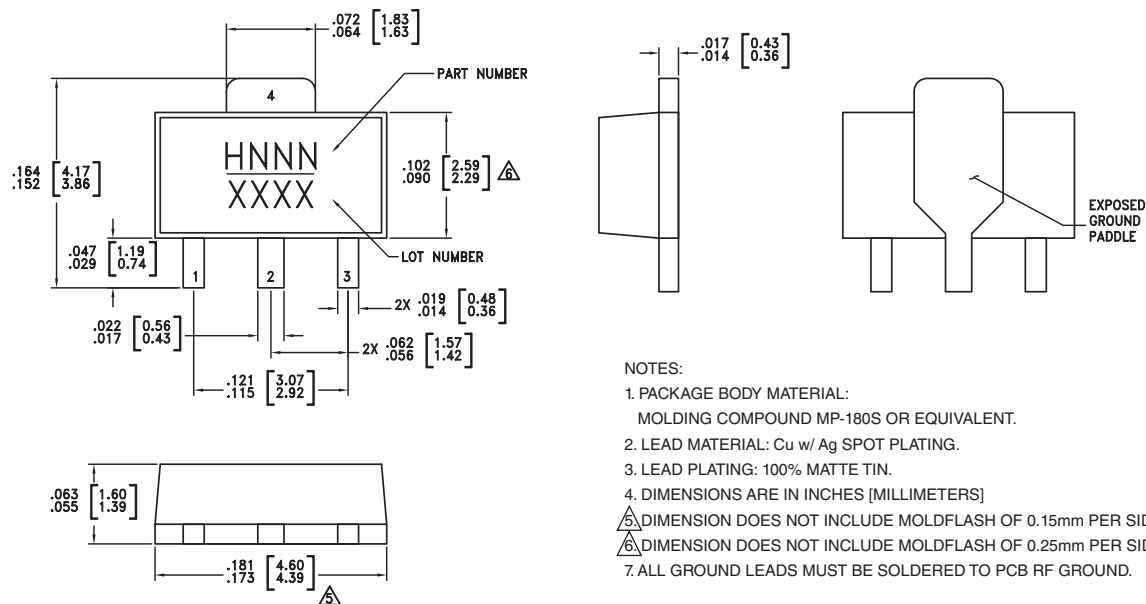 .072 [1.83]
.064 [1.63]
PART NUMBER
4
HNNN
XXXX
.164 [4.17]
.152 [3.86]
.102 [2.59]
.090 [2.29] 6
.047 [1.19]
.029 [0.74]
LOT NUMBER
1 2 3
2X .019 [0.48]
.014 [0.36]
.022 [0.56]
.017 [0.43]
2X .062 [1.57]
.056 [1.42]
.121 [3.07]
.115 [2.92]
.063 [1.60]
.055 [1.39]
.181 [4.60]
.173 [4.39]
5
.017 [0.43]
.014 [0.36]
EXPOSED
GROUND
PADDLE
NOTES:
1. PACKAGE BODY MATERIAL:
MOLDING COMPOUND MP-180S OR EQUIVALENT.
2. LEAD MATERIAL: Cu w/ Ag SPOT PLATING.
3. LEAD PLATING: 100% MATTE TIN.
4. DIMENSIONS ARE IN INCHES [MILLIMETERS]
5. DIMENSION DOES NOT INCLUDE MOLDFLASH OF 0.15mm PER SID
6. DIMENSION DOES NOT INCLUDE MOLDFLASH OF 0.25mm PER SID
7. ALL GROUND LEADS MUST BE SOLDERED TO PCB RF GROUND.